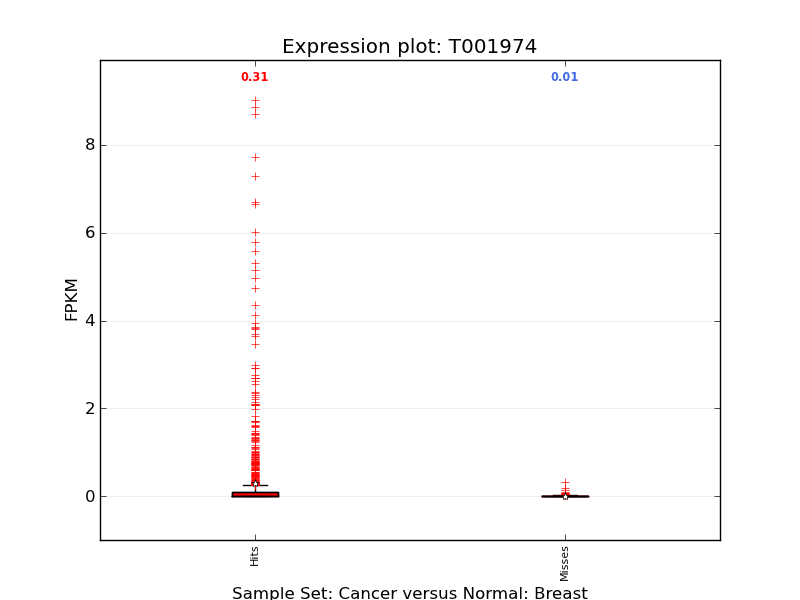 Expression plot: T001974
0.31 0.01
8
6
4
2
0
FPKM
Hits Misses
Sample Set: Cancer versus Normal: Breast